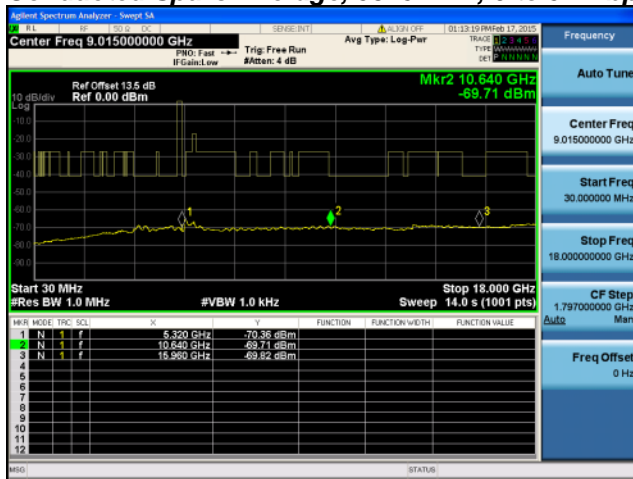 Agilent Spectrum Analyzer - Swept SA
RL RF 50 Ω DC SENSE:INT ALIGN OFF 01:13:19 PM Feb 17, 2015
Center Freq 9.015000000 GHz
PNO: Fast
IFGain:Low
Trig: Free Run
#Atten: 4 dB
Avg Type: Log-Pwr
TRACE 1 2 3 4 5 6
TYPE
DET P N N N N N
Ref Offset 13.5 dB
10 dB/div Ref 0.00 dBm
Log
Mkr2 10.640 GHz
-69.71 dBm
-10.0
-20.0
-30.0
-40.0
-50.0
-60.0
-70.0
-80.0
-90.0
1
2
3
Start 30 MHz Stop 18.000 GHz
#Res BW 1.0 MHz #VBW 1.0 kHz Sweep 14.0 s (1001 pts)
MKR MODE TRC SCL X Y FUNCTION FUNCTION WIDTH FUNCTION VALUE
1 N 1 f 5.320 GHz -70.36 dBm
2 N 1 f 10.640 GHz -69.71 dBm
3 N 1 f 15.960 GHz -69.82 dBm
4
5
6
7
8
9
10
11
12
MSG STATUS
Frequency
Auto Tune
Center Freq
9.015000000 GHz
Start Freq
30.000000 MHz
Stop Freq
18.000000000 GHz
CF Step
1.797000000 GHz
Auto Man
Freq Offset
0 Hz